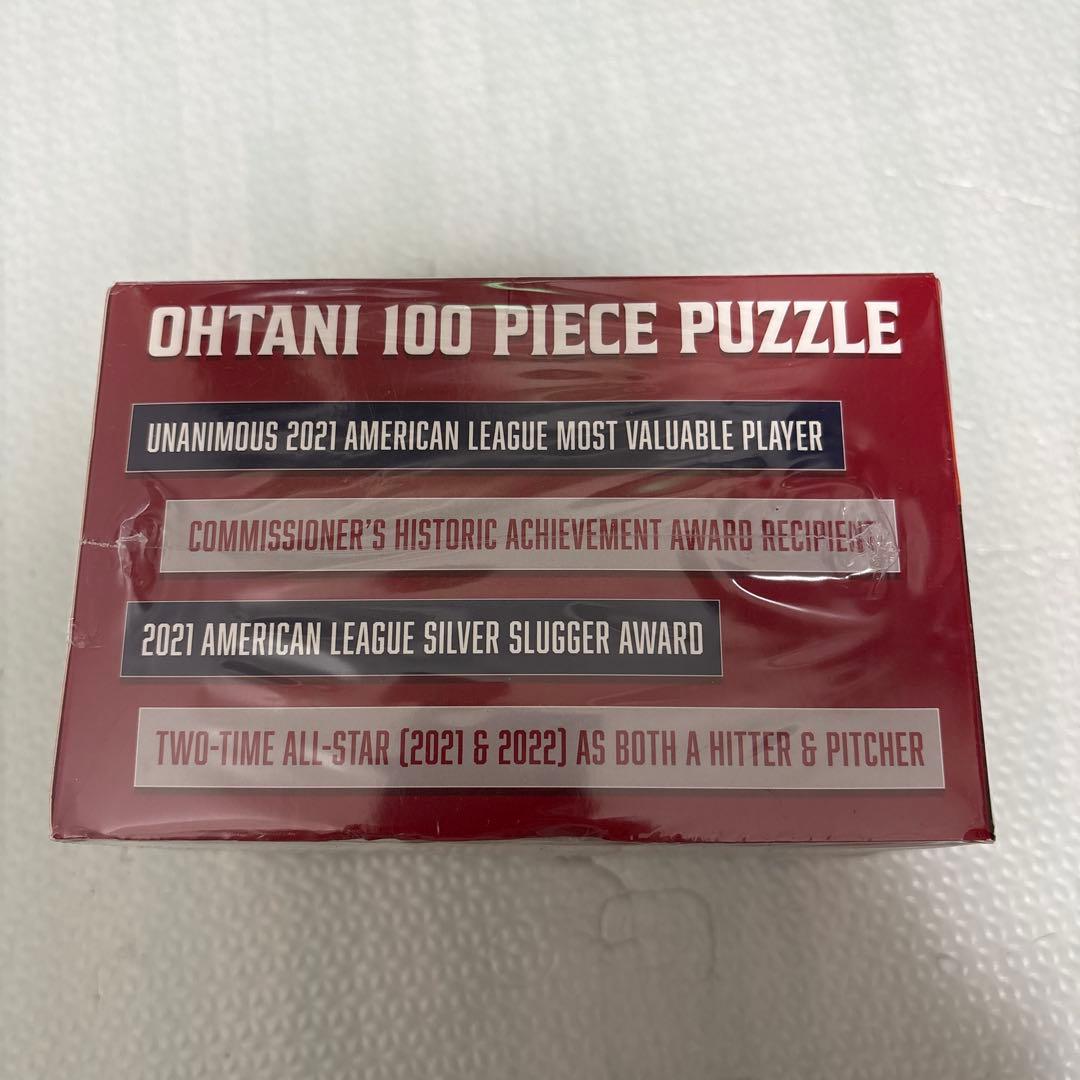 OHTANI 100 PIECE PUZZLE
UNANIMOUS 2021 AMERICAN LEAGUE MOST VALUABLE PLAYER
COMMISSIONER'S HISTORIC ACHIEVEMENT AWARD RECIPIENT
2021 AMERICAN LEAGUE SILVER SLUGGER AWARD
TWO-TIME ALL-STAR (2021 & 2022) AS BOTH A HITTER & PITCHER